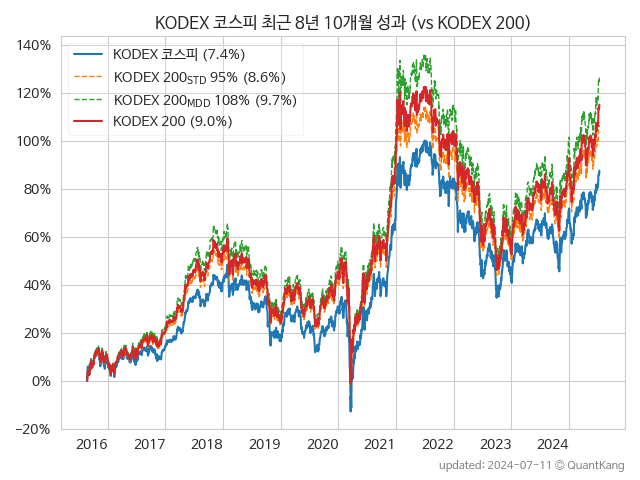 KODEX 코스피 최근 8년 10개월 성과 (vs KODEX 200)
140%
120%
100%
80%
60%
40%
20%
0%
−20%
KODEX 코스피 (7.4%)
KODEX 200STD 95% (8.6%)
KODEX 200MDD 108% (9.7%)
KODEX 200 (9.0%)
2016 2017 2018 2019 2020 2021 2022 2023 2024
updated: 2024-07-11 © QuantKang